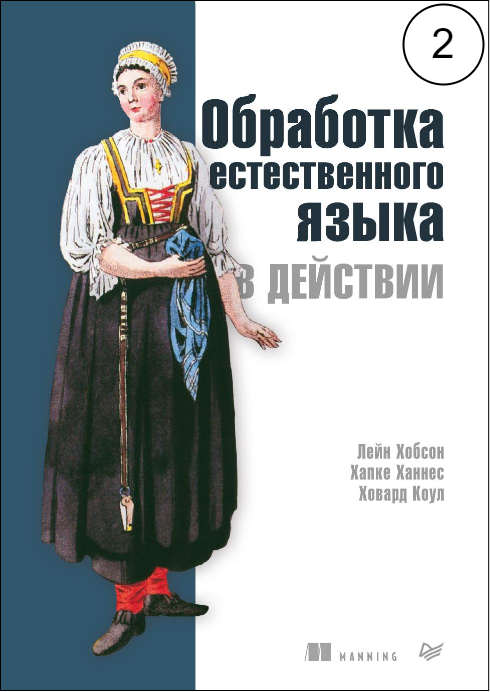 2
Обработка
естественного
языка
в действии
Лейн Хобсон
Хапке Ханнес
Ховард Коул
MANNING